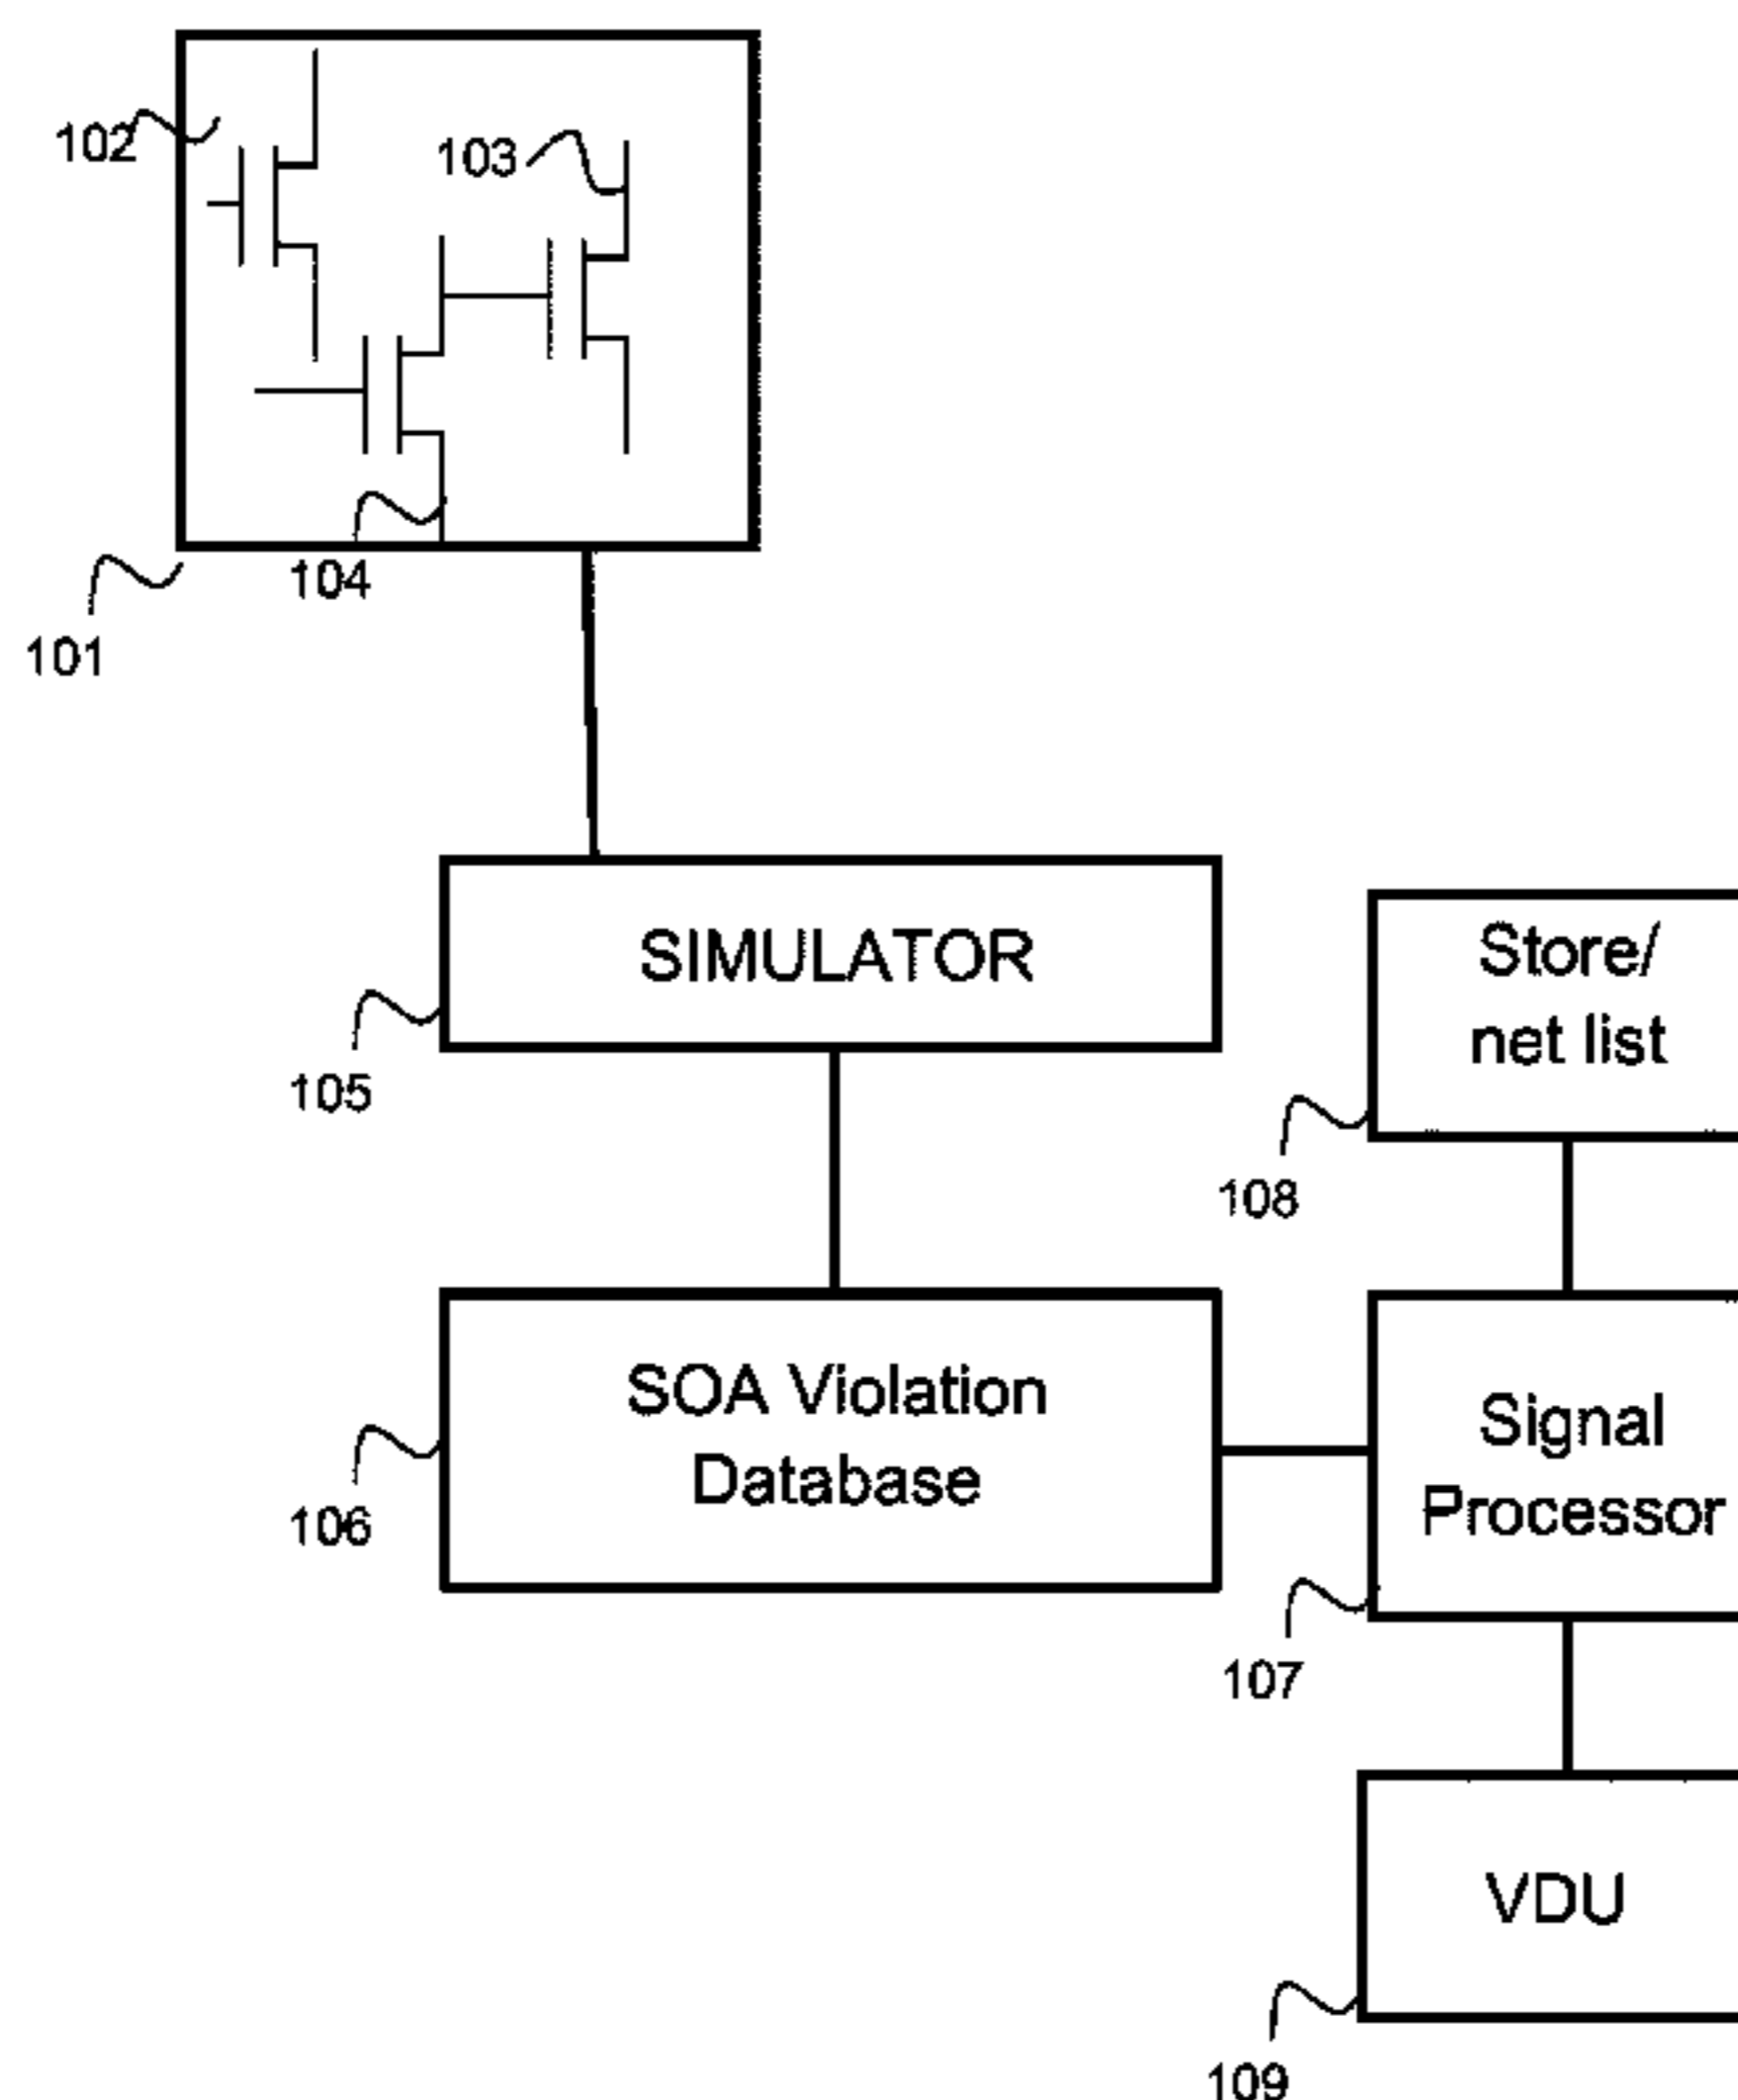 102
103
104
101
SIMULATOR
105
Store/
net list
108
SOA Violation
Database
106
Signal
Processor
107
VDU
109